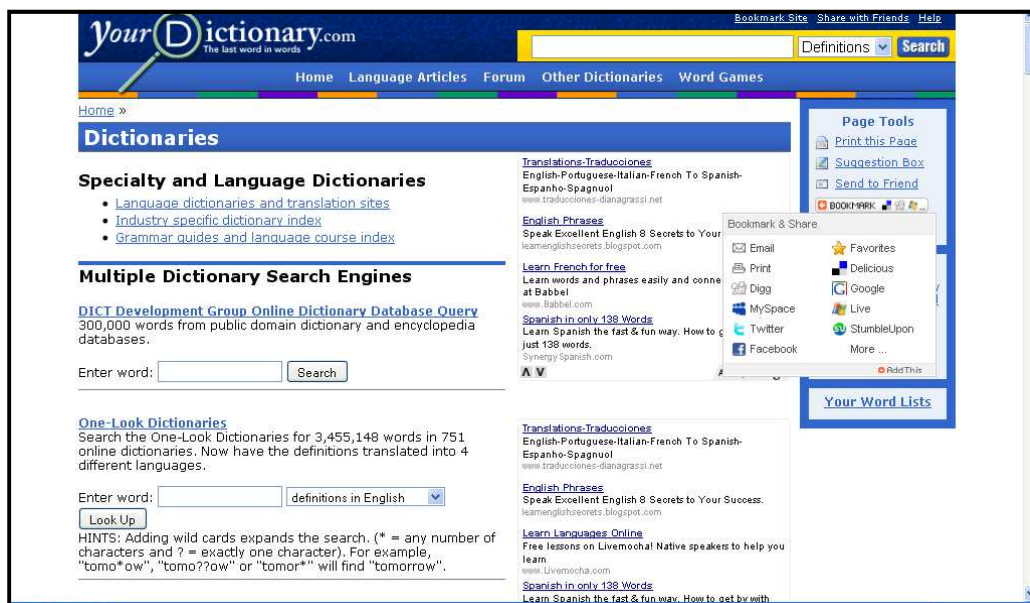 Bookmark Site Share with Friends Help
Your Dictionary.com
The last word in words
Definitions Search
Home Language Articles Forum Other Dictionaries Word Games
Home »
Dictionaries
Specialty and Language Dictionaries
• Language dictionaries and translation sites
• Industry specific dictionary index
• Grammar guides and language course index
Multiple Dictionary Search Engines
DICT Development Group Online Dictionary Database Query
300,000 words from public domain dictionary and encyclopedia
databases.
Enter word: Search
One-Look Dictionaries
Search the One-Look Dictionaries for 3,455,148 words in 751
online dictionaries. Now have the definitions translated into 4
different languages.
Enter word: definitions in English
Look Up
HINTS: Adding wild cards expands the search. (* = any number of
characters and ? = exactly one character). For example,
"tomo*ow", "tomo??ow" or "tomor*" will find "tomorrow".
Translations-Traducciones
English-Portuguese-Italian-French To Spanish-
Espanho-Spagnuol
www.traducciones-dianagrassi.net
English Phrases
Speak Excellent English 8 Secrets to Your
learnenglishsecrets.blogspot.com
Learn French for free
Learn words and phrases easily and
at Babbel
www.Babbel.com
Spanish in only 138 Words
Learn Spanish the fast & fun way. How to
just 138 words.
SynergySpanish.com
Translations-Traducciones
English-Portuguese-Italian-French To Spanish-
Espanho-Spagnuol
www.traducciones-dianagrassi.net
English Phrases
Speak Excellent English 8 Secrets to Your Success.
learnenglishsecrets.blogspot.com
Learn Languages Online
Free lessons on Livemocha! Native speakers to help you
learn
www.Livemocha.com
Spanish in only 138 Words
Learn Spanish the fast & fun way. How to get by with
Page Tools
Print this Page
Suggestion Box
Send to Friend
BOOKMARK
Bookmark & Share
Email Favorites
Print Delicious
Digg Google
MySpace Live
Twitter StumbleUpon
Facebook More ...
AddThis
Your Word Lists